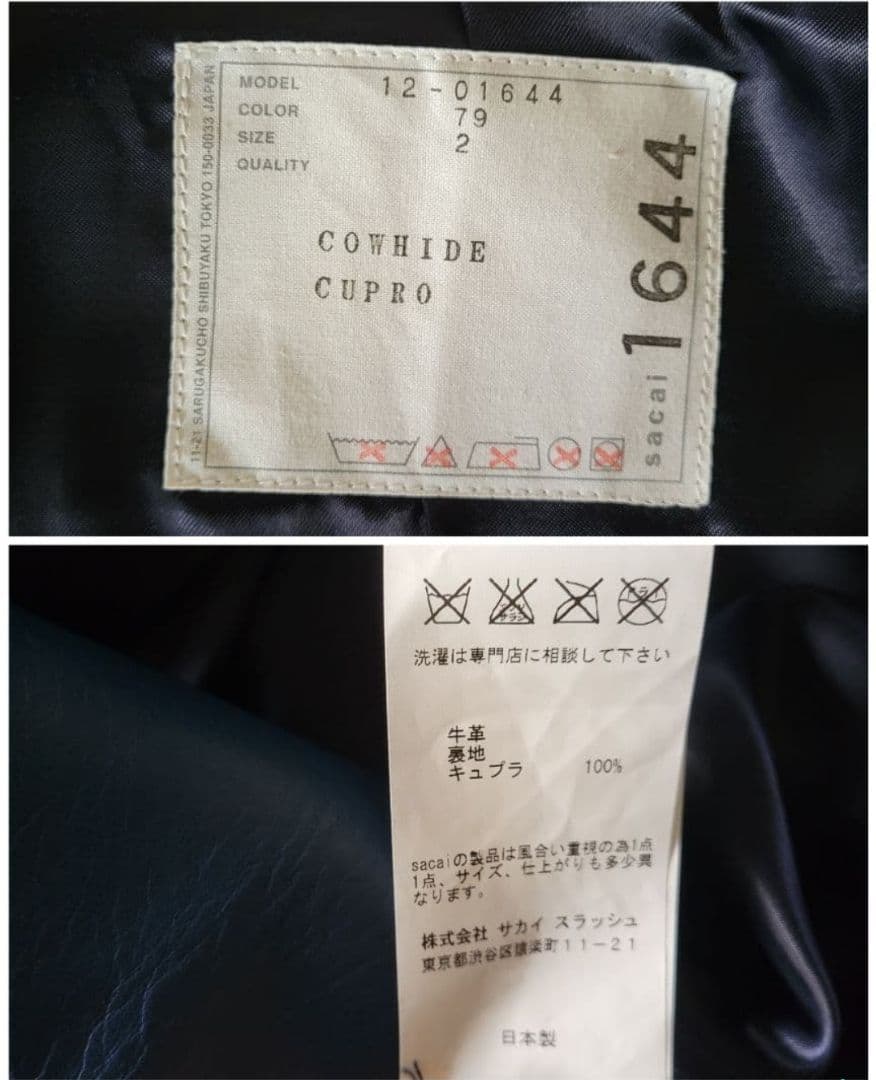 MODEL 12-01644
COLOR 79
SIZE 2
QUALITY
COWHIDE
CUPRO
sacai 1644
11-21 SARUGAKUCHO SHIBUYAKU TOKYO 150-0033 JAPAN
洗濯は専門店に相談して下さい
牛革
裏地
キュプラ 100%
sacaiの製品は風合い重視の為1点
1点、サイズ、仕上がりも多少異
なります。
株式会社 サカイ スラッシュ
東京都渋谷区猿楽町11−21
日本製